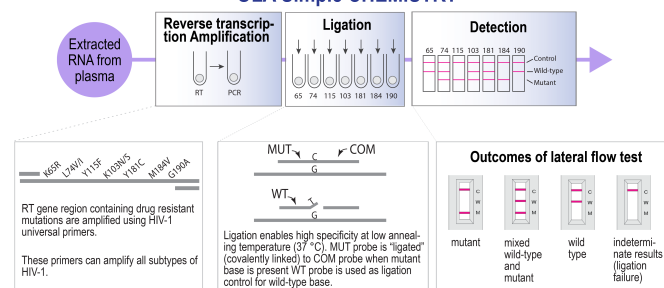 OLA Simple CHEMISTRY
Extracted
RNA from
plasma
Reverse transcrip-
tion Amplification
RT PCR
Ligation
65 74 115 103 181 184 190
Detection
65 74 115 103 181 184 190
Control
Wild-type
Mutant
K65R L74V/I Y115F K103N/S Y181C M184V G190A
RT gene region containing drug resistant
mutations are amplified using HIV-1
universal primers.
These primers can amplify all subtypes of
HIV-1.
MUT COM
C
G
WT
T
G
Ligation enables high specificity at low anneal-
ing temperature (37 °C). MUT probe is "ligated"
(covalently linked) to COM probe when mutant
base is present WT probe is used as ligation
control for wild-type base.
Outcomes of lateral flow test
C C C C
W W W W
M M M M
mutant
mixed
wild-type
and
mutant
wild
type
indetermi-
nate results
(ligation
failure)